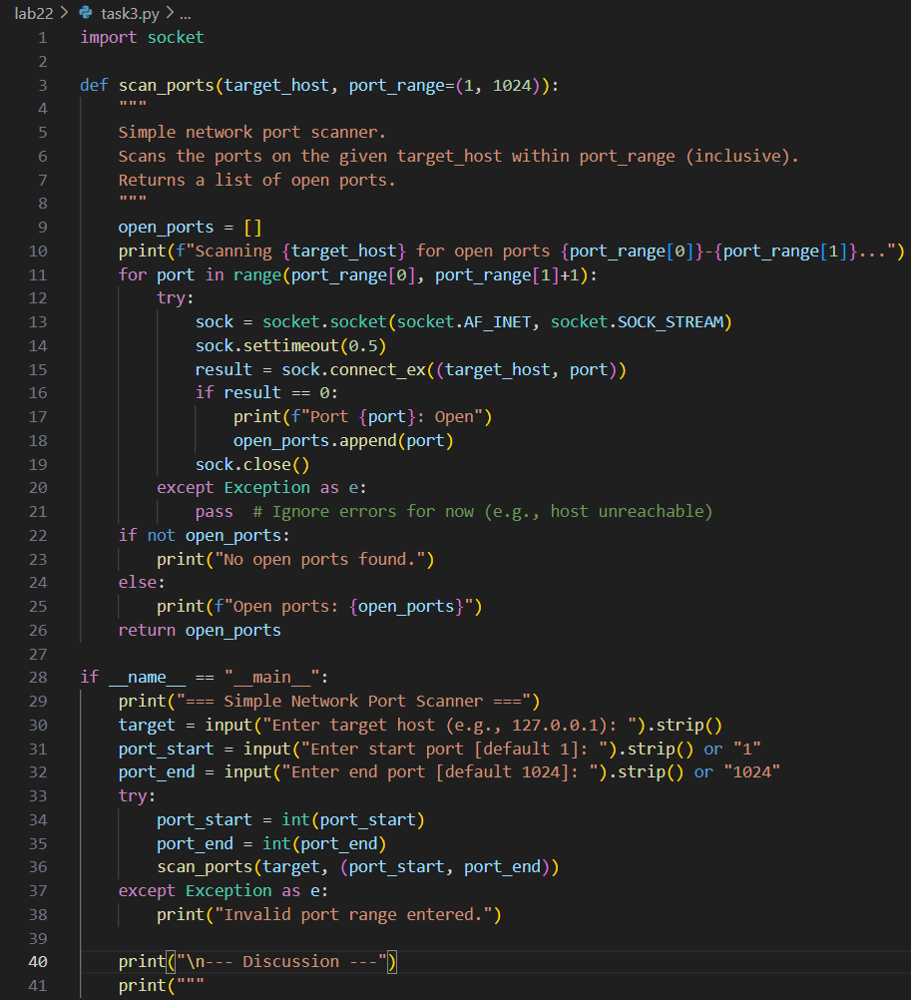 lab22 > task3.py > ...
1 import socket
2
3 def scan_ports(target_host, port_range=(1, 1024)):
4     """
5     Simple network port scanner.
6     Scans the ports on the given target_host within port_range (inclusive).
7     Returns a list of open ports.
8     """
9     open_ports = []
10     print(f"Scanning {target_host} for open ports {port_range[0]}-{port_range[1]}...")
11     for port in range(port_range[0], port_range[1]+1):
12         try:
13             sock = socket.socket(socket.AF_INET, socket.SOCK_STREAM)
14             sock.settimeout(0.5)
15             result = sock.connect_ex((target_host, port))
16             if result == 0:
17                 print(f"Port {port}: Open")
18                 open_ports.append(port)
19             sock.close()
20         except Exception as e:
21             pass  # Ignore errors for now (e.g., host unreachable)
22     if not open_ports:
23         print("No open ports found.")
24     else:
25         print(f"Open ports: {open_ports}")
26     return open_ports
27
28 if __name__ == "__main__":
29     print("=== Simple Network Port Scanner ===")
30     target = input("Enter target host (e.g., 127.0.0.1): ").strip()
31     port_start = input("Enter start port [default 1]: ").strip() or "1"
32     port_end = input("Enter end port [default 1024]: ").strip() or "1024"
33     try:
34         port_start = int(port_start)
35         port_end = int(port_end)
36         scan_ports(target, (port_start, port_end))
37     except Exception as e:
38         print("Invalid port range entered.")
39
40     print("\n--- Discussion ---")
41     print("""